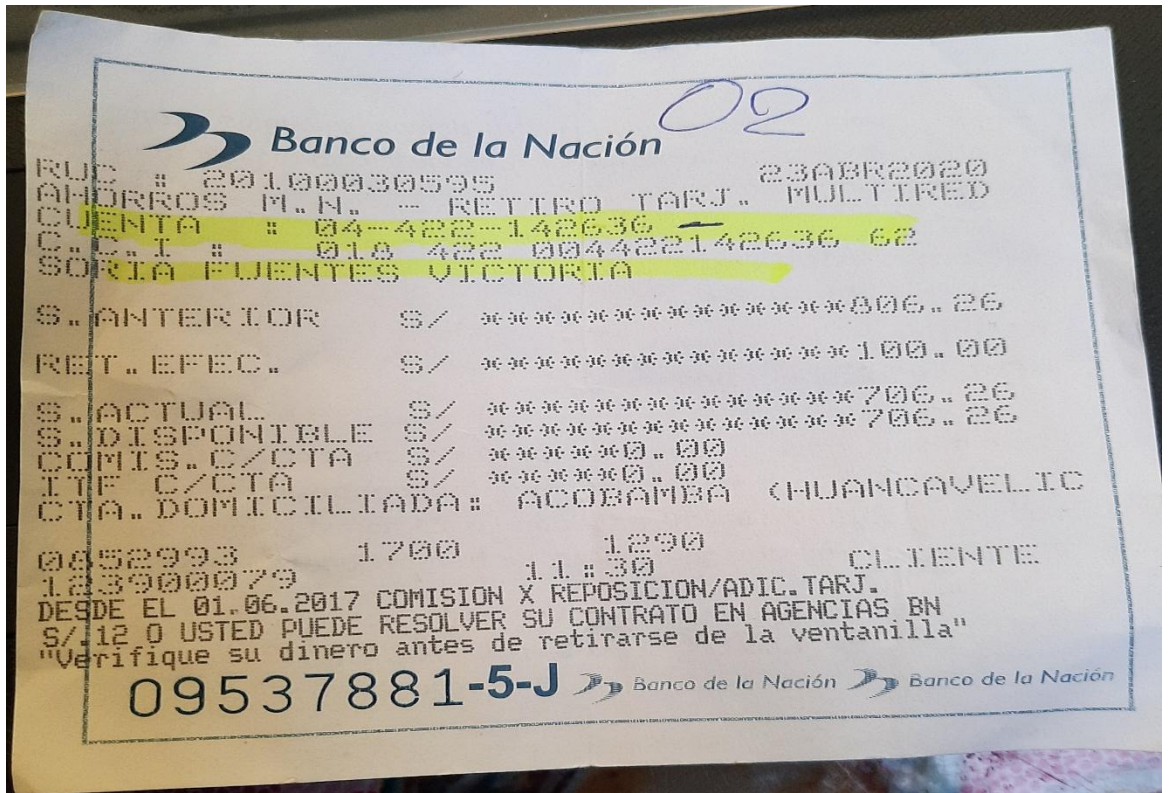 02
Banco de la Nación
RUC : 20100030595 23ABR2020
AHORROS M.N. - RETIRO TARJ. MULTIRED
CUENTA : 04-422-142636
C.C.I : 018 422 004422142636 62
SORIA FUENTES VICTORIA
S.ANTERIOR S/ ****************806.26
RET.EFEC. S/ ****************100.00
S.ACTUAL S/ ****************706.26
S.DISPONIBLE S/ ****************706.26
COMIS.C/CTA S/ ******0.00
ITF C/CTA S/ ******0.00
CTA.DOMICILIADA: ACOBAMBA (HUANCAVELIC
0852993 1700 1290 CLIENTE
123900079 11:30
DESDE EL 01.06.2017 COMISION X REPOSICION/ADIC.TARJ.
S/.12 O USTED PUEDE RESOLVER SU CONTRATO EN AGENCIAS BN
"Verifique su dinero antes de retirarse de la ventanilla"
09537881-5-J Banco de la Nación Banco de la Nación